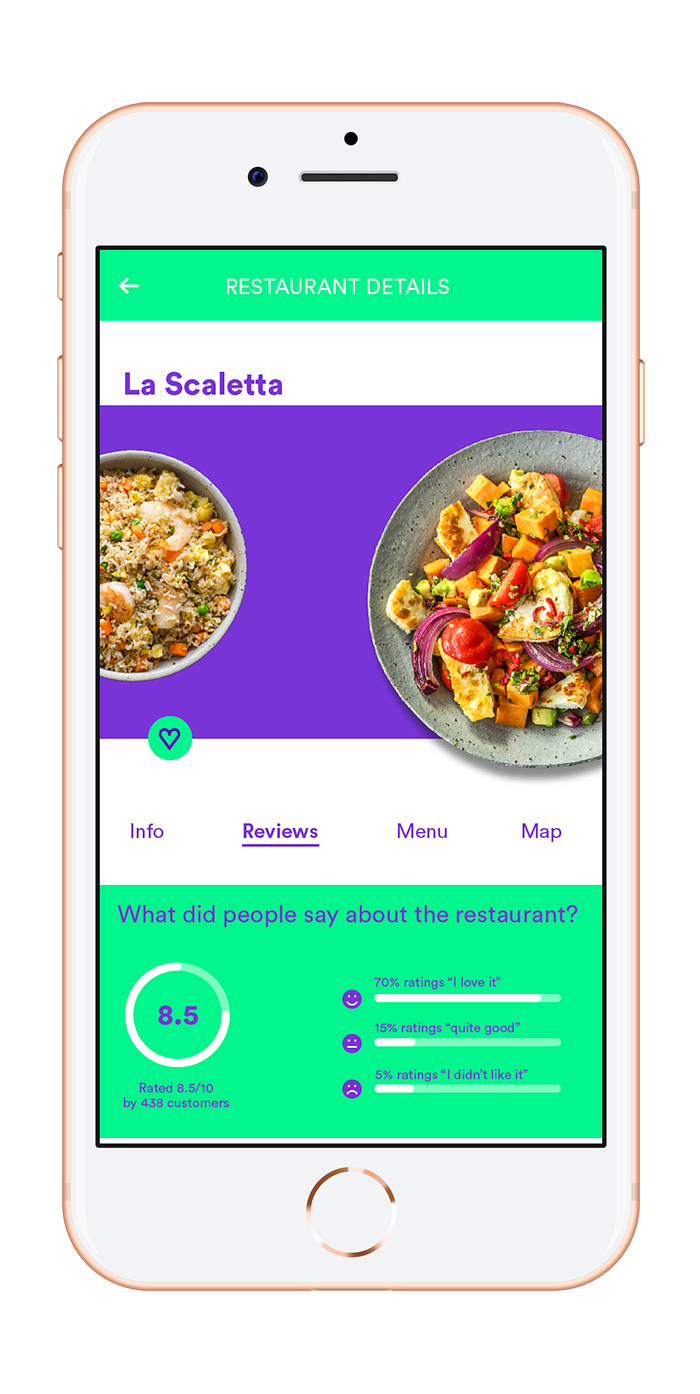 RESTAURANT DETAILS
La Scaletta
Info Reviews Menu Map
What did people say about the restaurant?
8.5
Rated 8.5/10
by 438 customers
70% ratings “I love it”
15% ratings “quite good”
5% ratings “I didn’t like it”